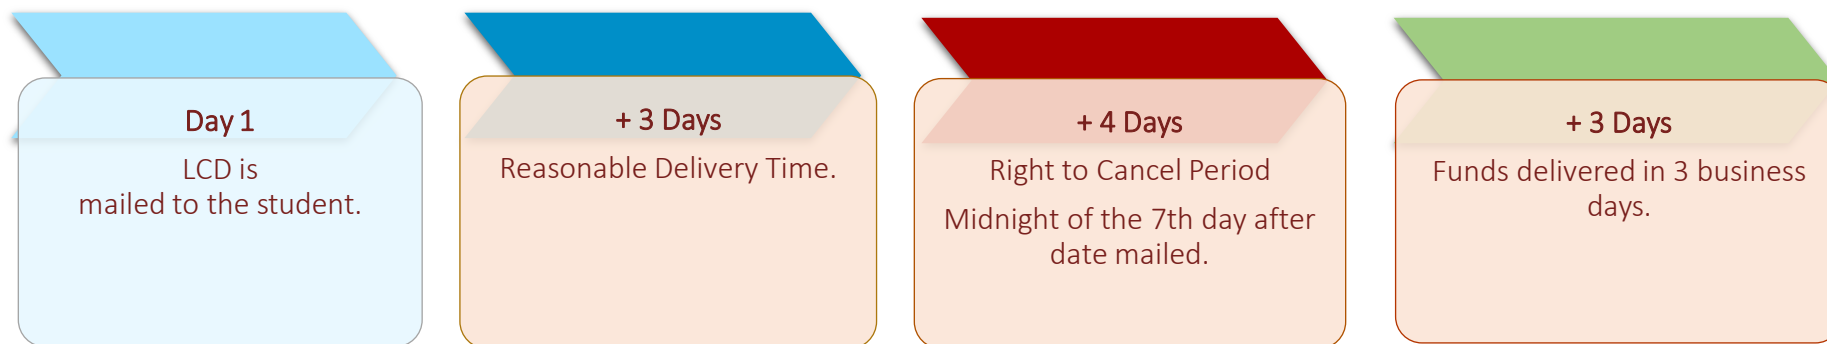 Day 1
LCD is
mailed to the student.
+ 3 Days
Reasonable Delivery Time.
+ 4 Days
Right to Cancel Period
Midnight of the 7th day after
date mailed.
+ 3 Days
Funds delivered in 3 business
days.